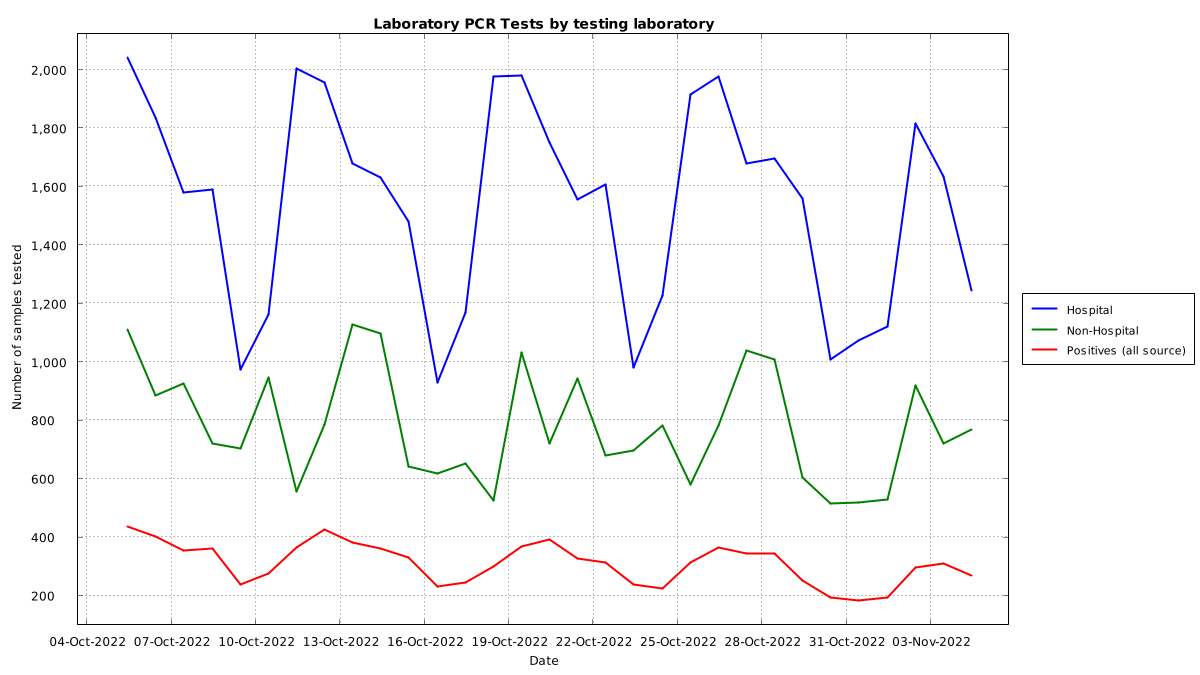 Laboratory PCR Tests by testing laboratory
2,000
1,800
1,600
1,400
1,200
1,000
800
600
400
200
Number of samples tested
04-Oct-2022 07-Oct-2022 10-Oct-2022 13-Oct-2022 16-Oct-2022 19-Oct-2022 22-Oct-2022 25-Oct-2022 28-Oct-2022 31-Oct-2022 03-Nov-2022
Date
Hospital
Non-Hospital
Positives (all source)